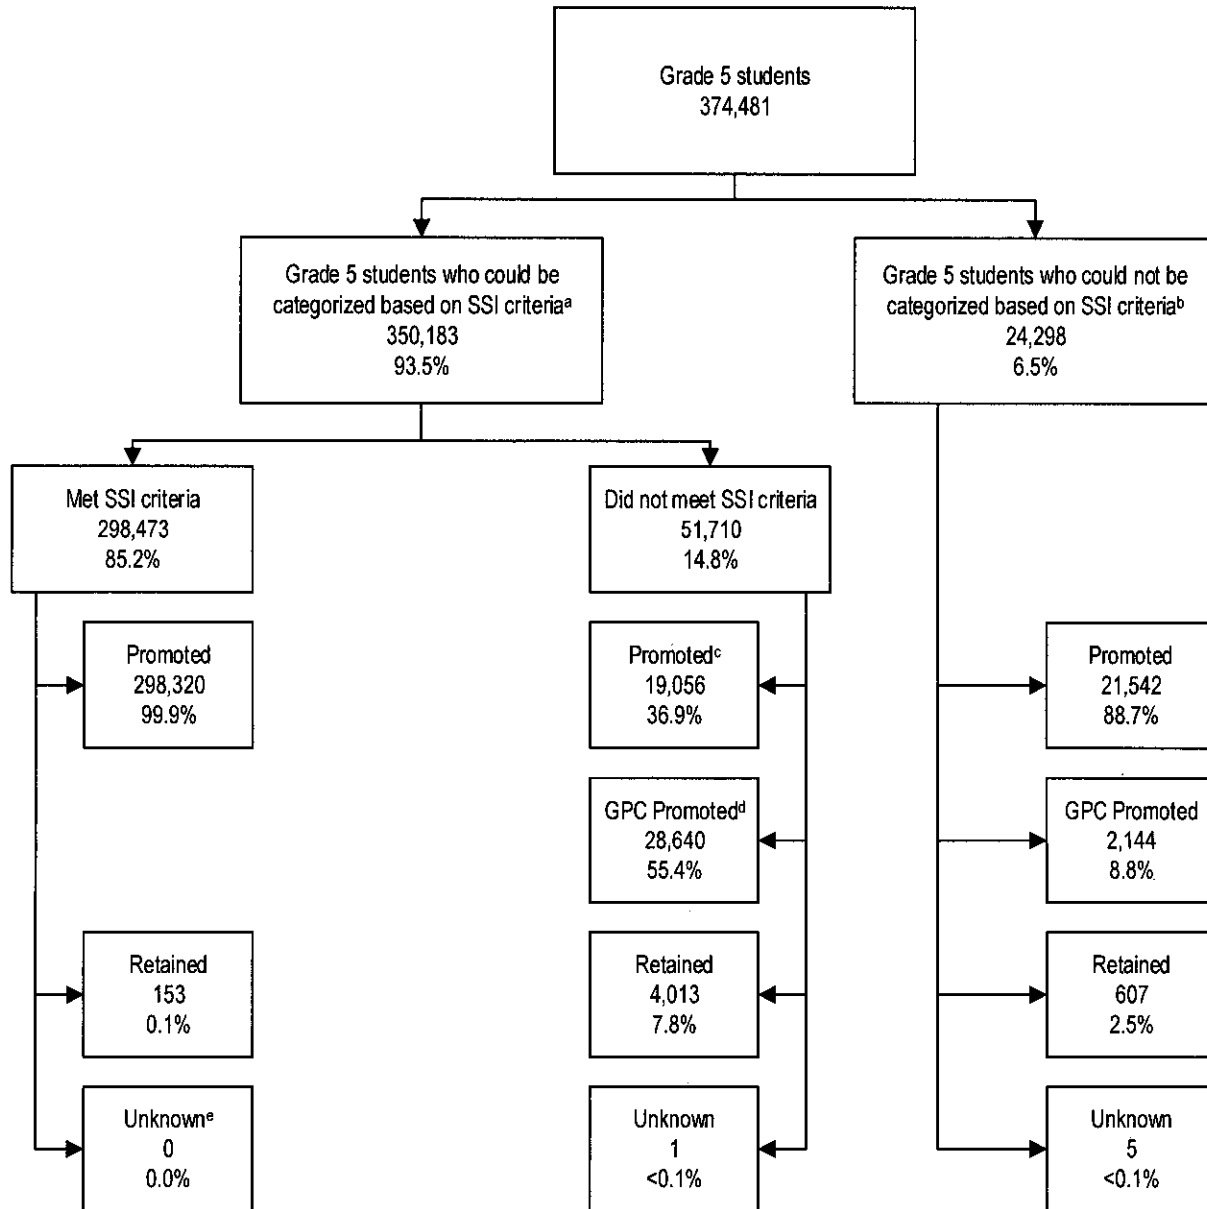 Grade 5 students
374,481
Grade 5 students who could be
categorized based on SSI criteriaᵃ
350,183
93.5%
Grade 5 students who could not be
categorized based on SSI criteriaᵇ
24,298
6.5%
Met SSI criteria
298,473
85.2%
Did not meet SSI criteria
51,710
14.8%
Promoted
298,320
99.9%
Promotedᶜ
19,056
36.9%
Promoted
21,542
88.7%
GPC Promotedᵈ
28,640
55.4%
GPC Promoted
2,144
8.8%
Retained
153
0.1%
Retained
4,013
7.8%
Retained
607
2.5%
Unknownᵉ
0
0.0%
Unknown
1
<0.1%
Unknown
5
<0.1%